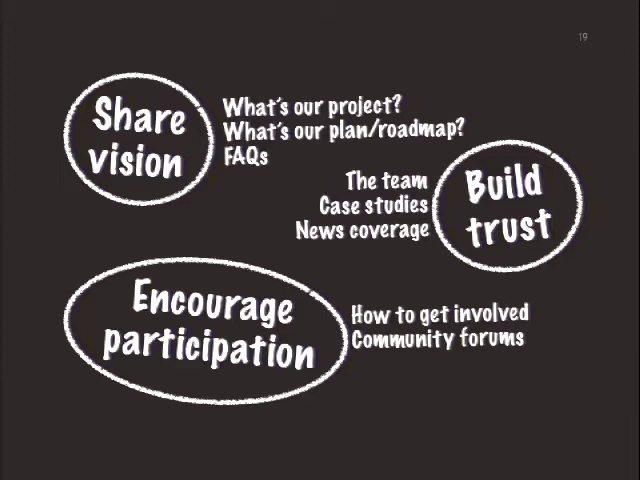 19
Share
vision
What's our project?
What's our plan/roadmap?
FAQs
The team
Case studies
News coverage
Build
trust
Encourage
participation
How to get involved
Community forums